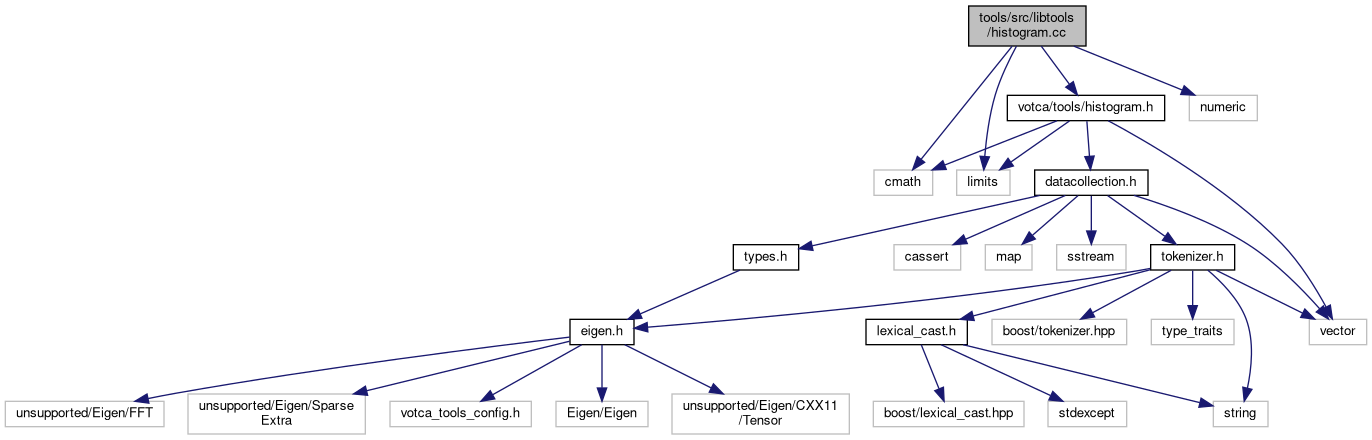 tools/src/libtools
/histogram.cc
votca/tools/histogram.h
numeric
cmath
limits
datacollection.h
types.h
cassert
map
sstream
tokenizer.h
eigen.h
lexical_cast.h
boost/tokenizer.hpp
type_traits
vector
unsupported/Eigen/FFT
unsupported/Eigen/Sparse
Extra
votca_tools_config.h
Eigen/Eigen
unsupported/Eigen/CXX11
/Tensor
boost/lexical_cast.hpp
stdexcept
string